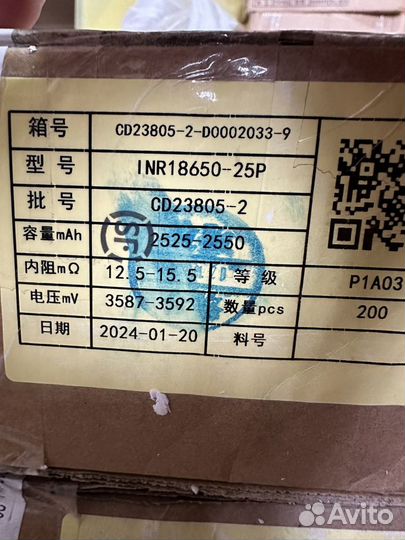 箱号 CD23805-2-D0002033-9
型号 INR18650-25P
批号 CD23805-2
容量mAh 2525-2550
内阻mΩ 12.5-15.5 等级 P1A03
电压mV 3587-3592 数量pcs 200
日期 2024-01-20 料号
Avito